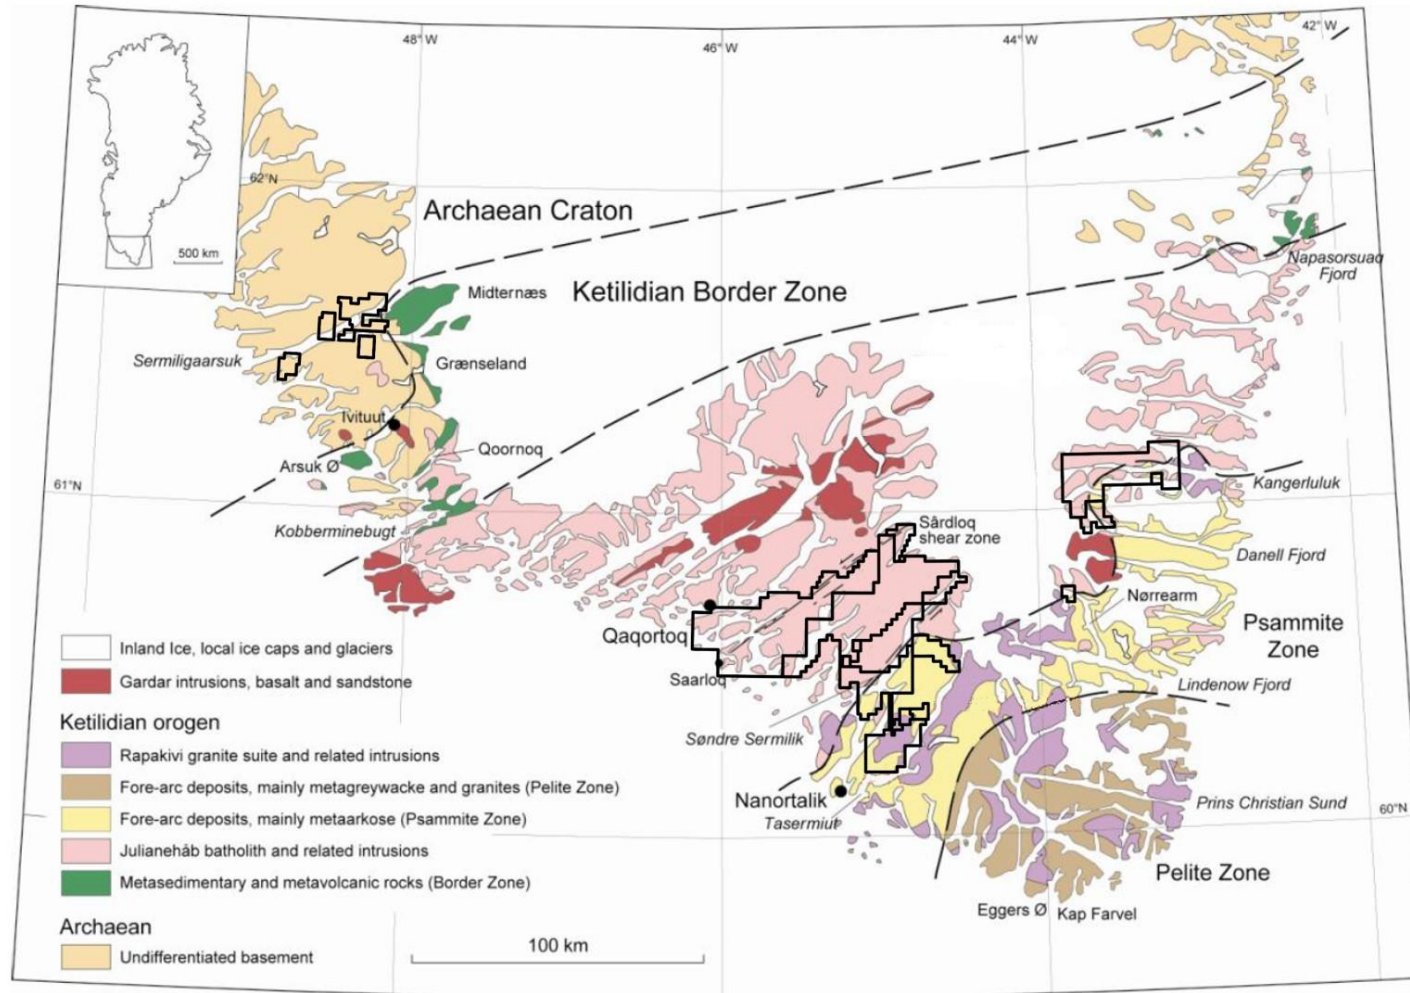 48° W
46° W
44° W
42° W
62°N
500 km
Archaean Craton
Ketilidian Border Zone
Midternæs
Napasorsuaq
Fjord
Sermiligaarsuk
Grænseland
Ivituut
Arsuk Ø
Qoornoq
61°N
Kobberminebugt
Kangerluluk
Sârdloq
shear zone
Danell Fjord
Nørrearm
Qaqortoq
Psammite
Zone
Saarloq
Lindenow Fjord
Søndre Sermilik
Nanortalik
Tasermiut
Prins Christian Sund
60°N
Pelite Zone
Eggers Ø
Kap Farvel
Inland Ice, local ice caps and glaciers
Gardar intrusions, basalt and sandstone
Ketilidian orogen
Rapakivi granite suite and related intrusions
Fore-arc deposits, mainly metagreywacke and granites (Pelite Zone)
Fore-arc deposits, mainly metaarkose (Psammite Zone)
Julianehåb batholith and related intrusions
Metasedimentary and metavolcanic rocks (Border Zone)
Archaean
Undifferentiated basement
100 km